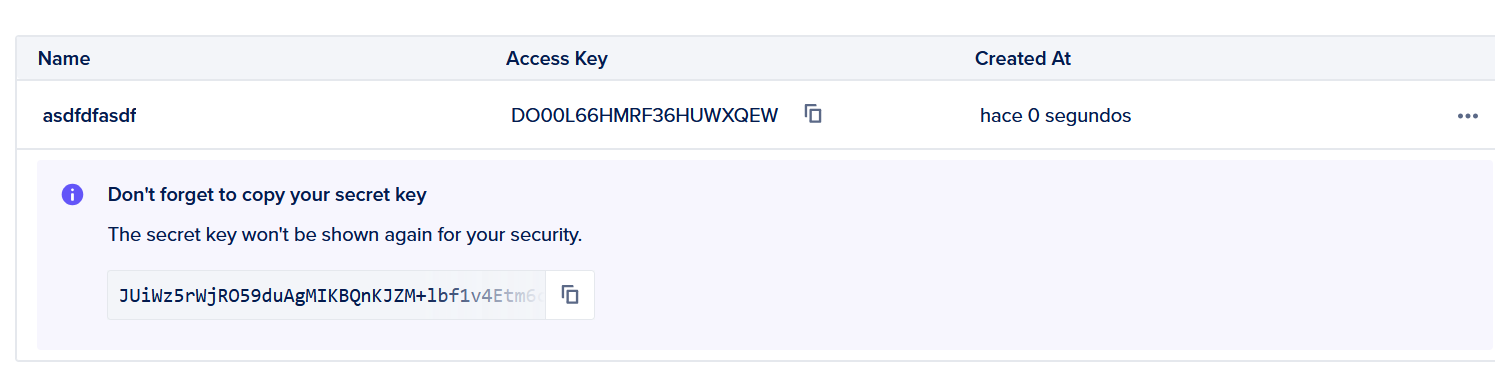 Name Access Key Created At
asdfdfasdf DO00L66HMRF36HUWXQEW hace 0 segundos
Don't forget to copy your secret key
The secret key won't be shown again for your security.
JUiWz5rWjRO59duAgMIKBQnKJZM+lbf1v4Etm6